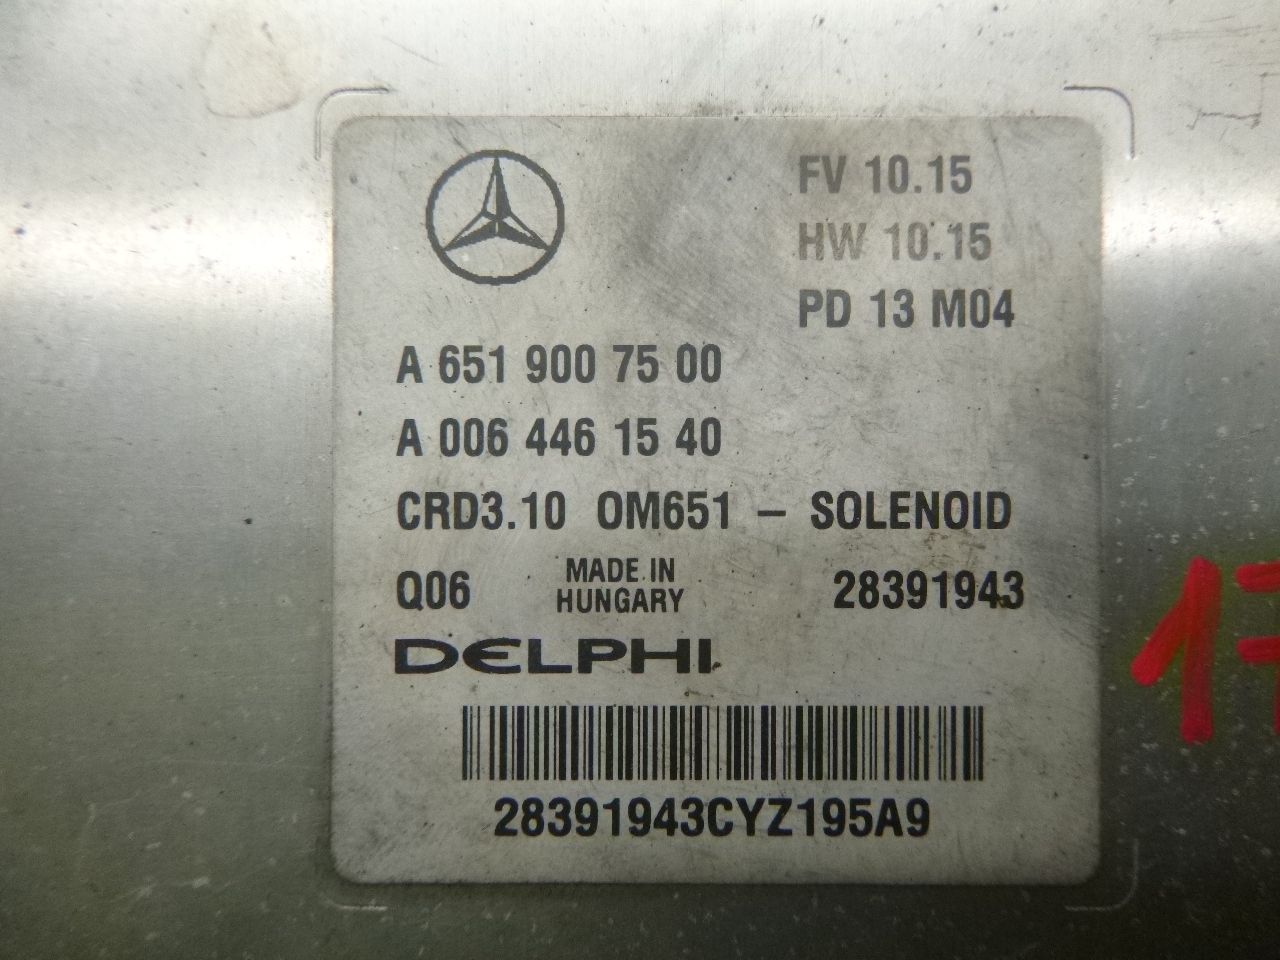 FV 10.15
HW 10.15
PD 13 M04
A 651 900 75 00
A 006 446 15 40
CRD3.10 OM651 – SOLENOID
Q06 MADE IN HUNGARY 28391943
DELPHI
28391943CYZ195A9
17